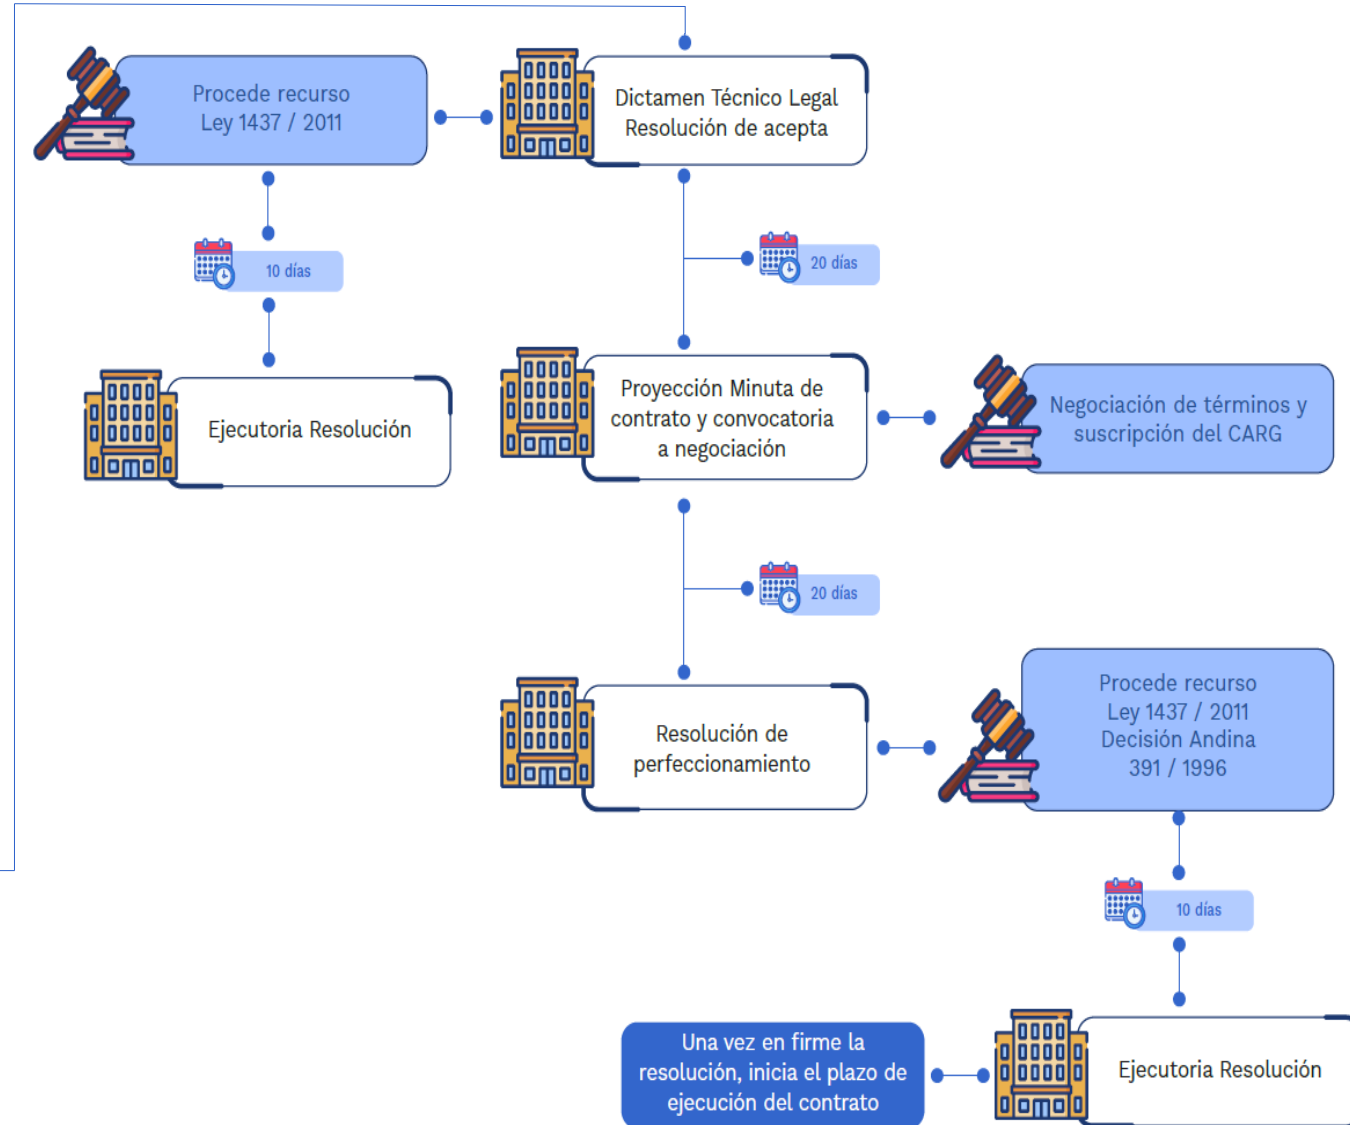 Procede recurso
Ley 1437 / 2011
Dictamen Técnico Legal
Resolución de acepta
10 días
20 días
Ejecutoria Resolución
Proyección Minuta de
contrato y convocatoria
a negociación
Negociación de términos y
suscripción del CARG
20 días
Resolución de
perfeccionamiento
Procede recurso
Ley 1437 / 2011
Decisión Andina
391 / 1996
10 días
Una vez en firme la
resolución, inicia el plazo de
ejecución del contrato
Ejecutoria Resolución